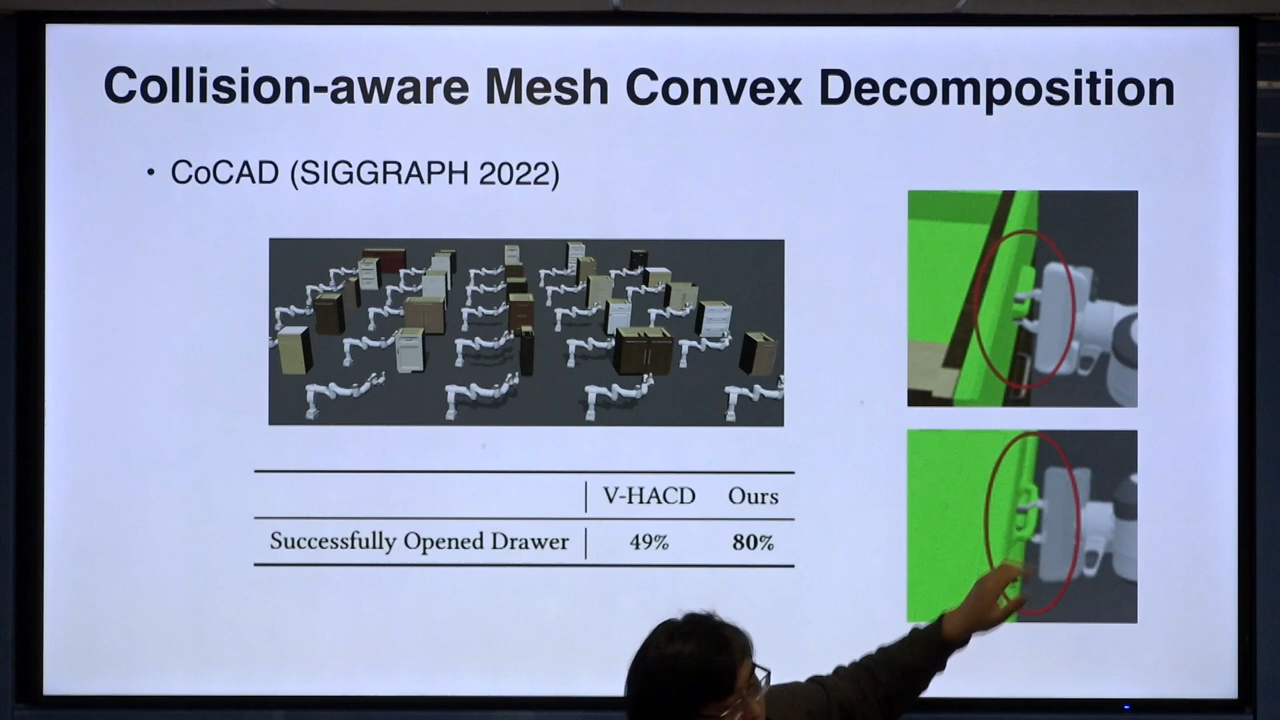 Collision-aware Mesh Convex Decomposition
• CoCAD (SIGGRAPH 2022)
V-HACD Ours
Successfully Opened Drawer 49% 80%